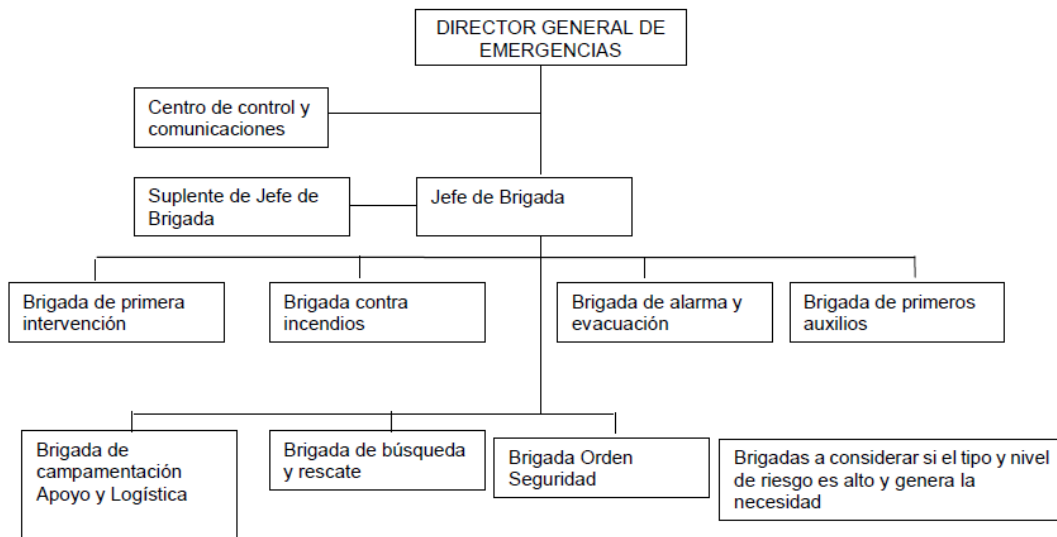 DIRECTOR GENERAL DE
EMERGENCIAS
Centro de control y
comunicaciones
Suplente de Jefe de
Brigada
Jefe de Brigada
Brigada de primera
intervención
Brigada contra
incendios
Brigada de alarma y
evacuación
Brigada de primeros
auxilios
Brigada de
campamentación
Apoyo y Logística
Brigada de búsqueda
y rescate
Brigada Orden
Seguridad
Brigadas a considerar si el tipo y nivel
de riesgo es alto y genera la
necesidad